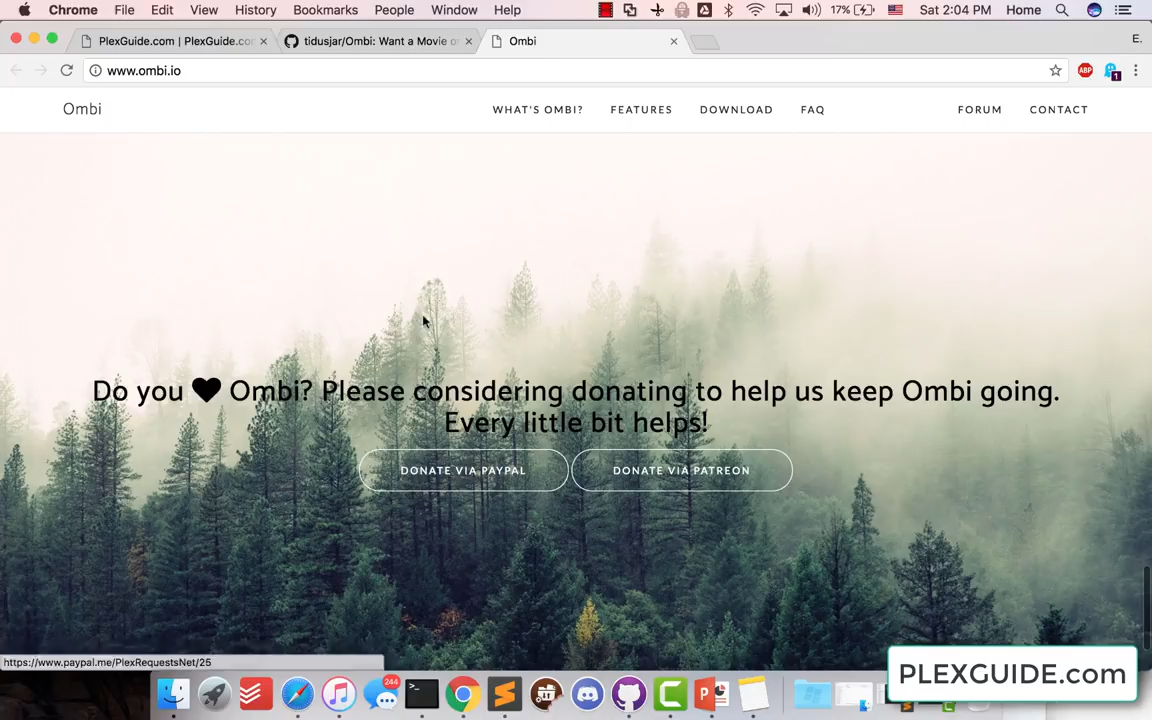 Chrome File Edit View History Bookmarks People Window Help 17% Sat 2:04 PM Home
PlexGuide.com | PlexGuide.co
tidusjar/Ombi: Want a Movie o
Ombi
E.
www.ombi.io
ABP
1
Ombi WHAT'S OMBI? FEATURES DOWNLOAD FAQ FORUM CONTACT
Do you ♥ Ombi? Please considering donating to help us keep Ombi going.
Every little bit helps!
DONATE VIA PAYPAL DONATE VIA PATREON
https://www.paypal.me/PlexRequestsNet/25
244
PLEXGUIDE.com